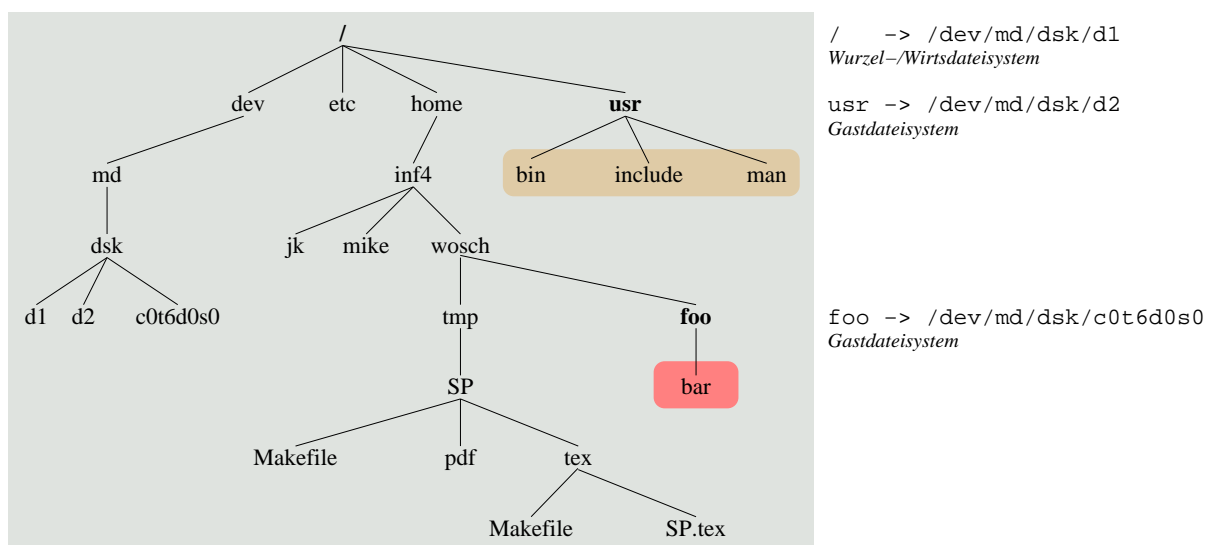 /
/ -> /dev/md/dsk/d1
Wurzel-/Wirtsdateisystem
dev etc home usr
usr -> /dev/md/dsk/d2
Gastdateisystem
md inf4 bin include man
dsk jk mike wosch
d1 d2 c0t6d0s0 tmp foo
foo -> /dev/md/dsk/c0t6d0s0
Gastdateisystem
SP bar
Makefile pdf tex
Makefile SP.tex